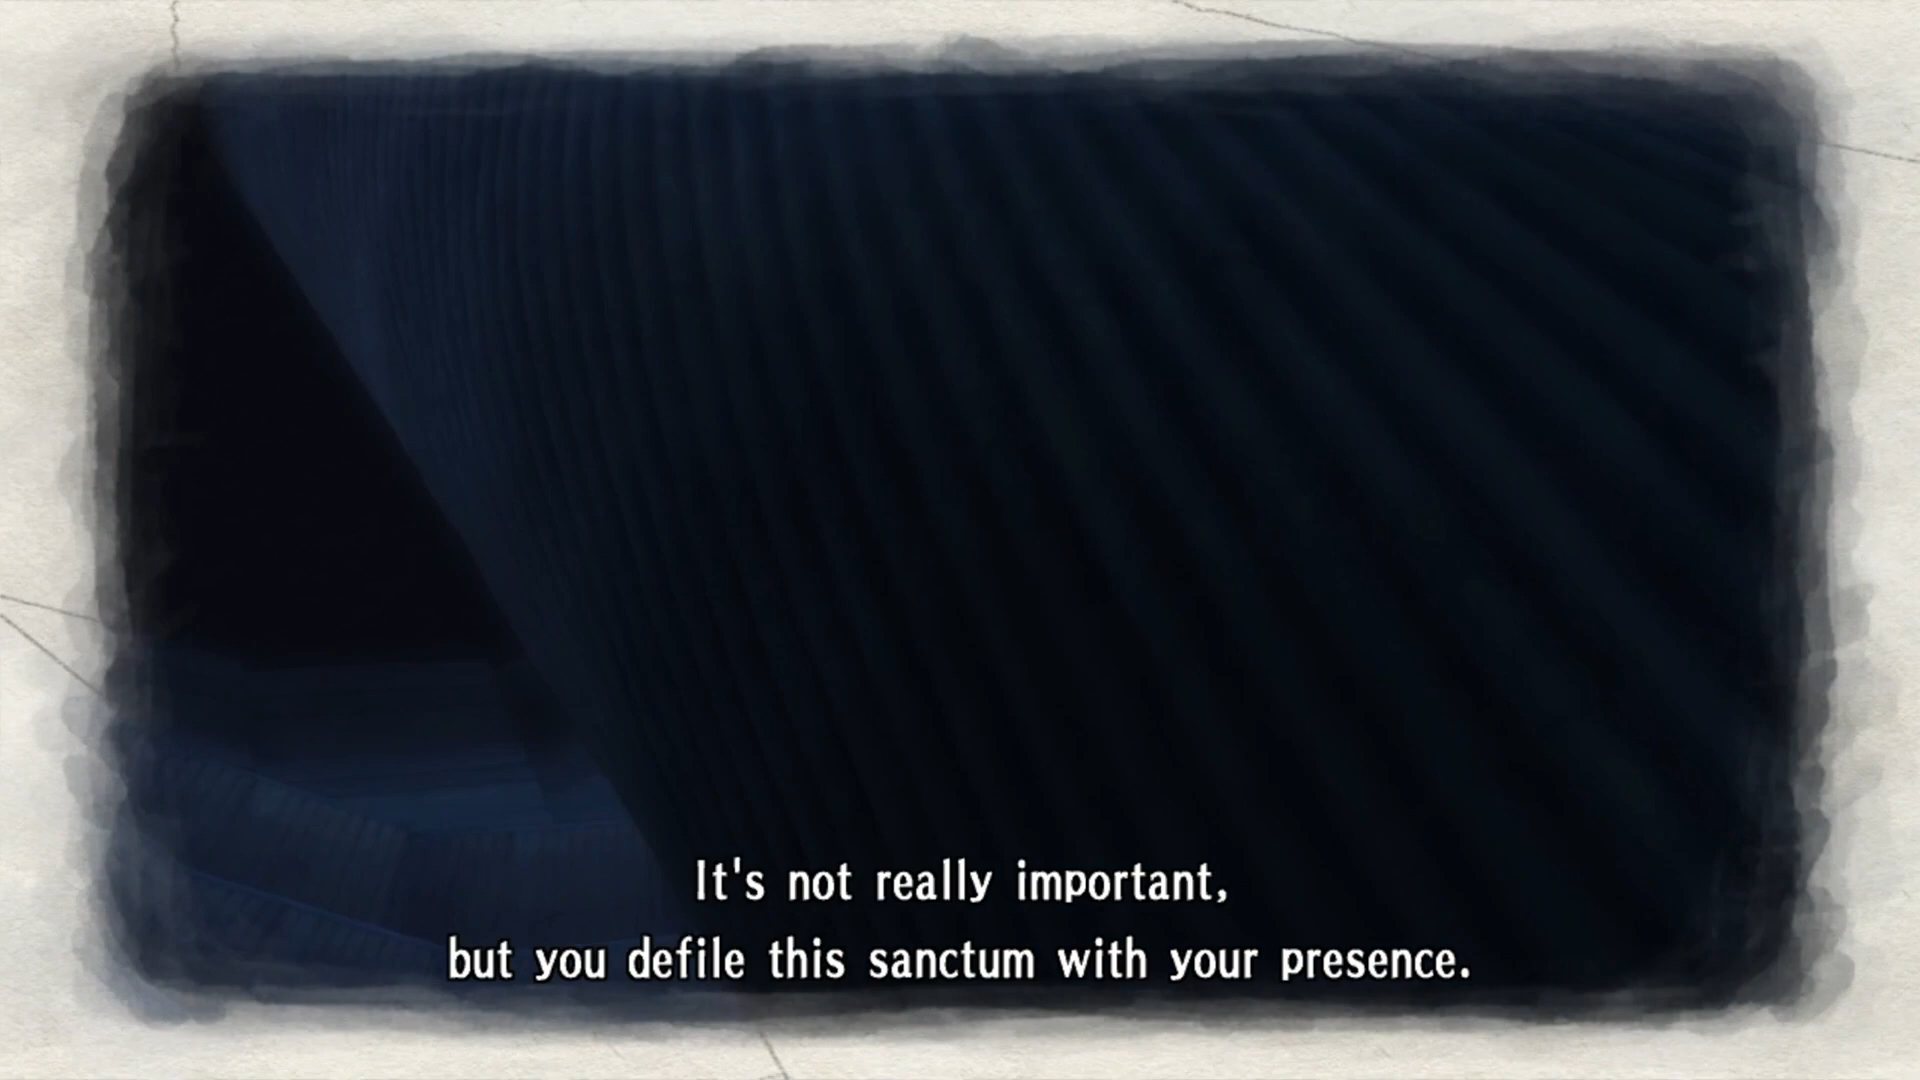 It's not really important,
but you defile this sanctum with your presence.